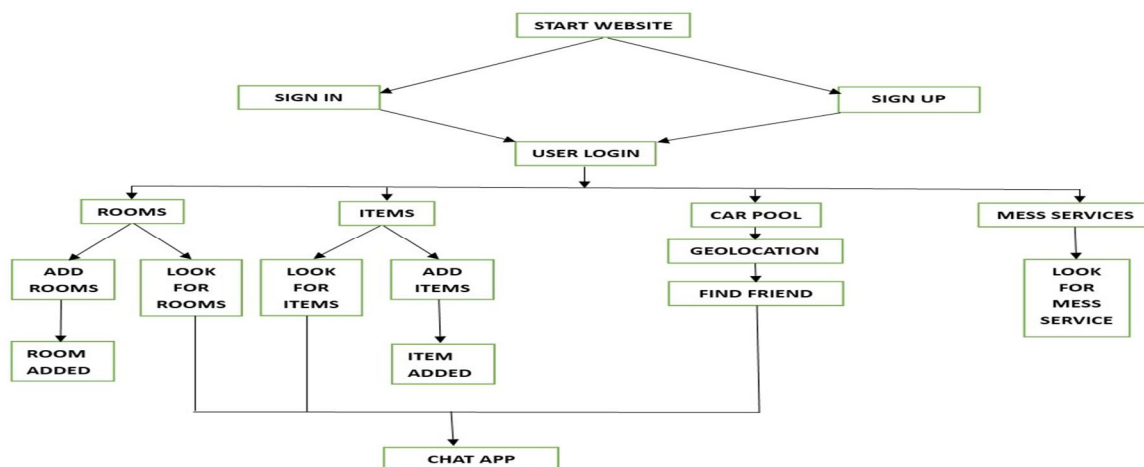 START WEBSITE
SIGN IN
SIGN UP
USER LOGIN
ROOMS
ITEMS
CAR POOL
MESS SERVICES
GEOLOCATION
ADD
ROOMS
LOOK
FOR
ROOMS
LOOK
FOR
ITEMS
ADD
ITEMS
FIND FRIEND
LOOK
FOR
MESS
SERVICE
ROOM
ADDED
ITEM
ADDED
CHAT APP